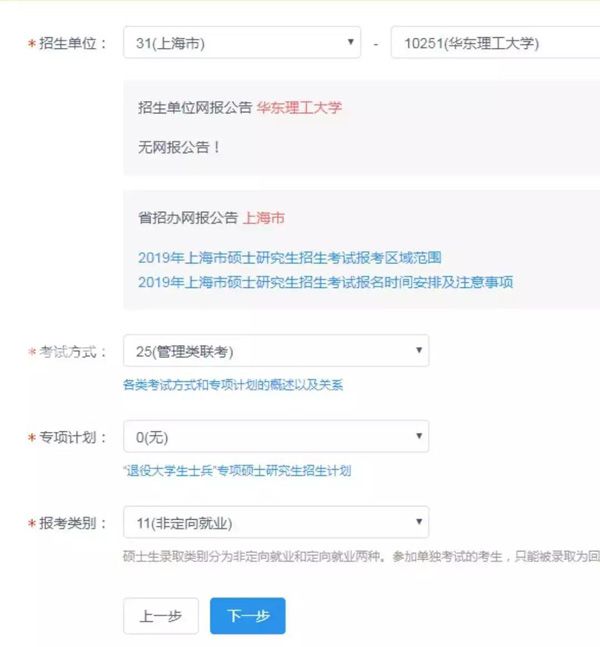 *招生单位： 31(上海市) - 10251(华东理工大学)
招生单位网报公告 华东理工大学
无网报公告！
省招办网报公告 上海市
2019年上海市硕士研究生招生考试报考区域范围
2019年上海市硕士研究生招生考试报名时间安排及注意事项
*考试方式： 25(管理类联考)
各类考试方式和专项计划的概述以及关系
*专项计划： 0(无)
“退役大学生士兵”专项硕士研究生招生计划
*报考类别： 11(非定向就业)
硕士生录取类别分为非定向就业和定向就业两种。参加单独考试的考生，只能被录取为回
上一步 下一步